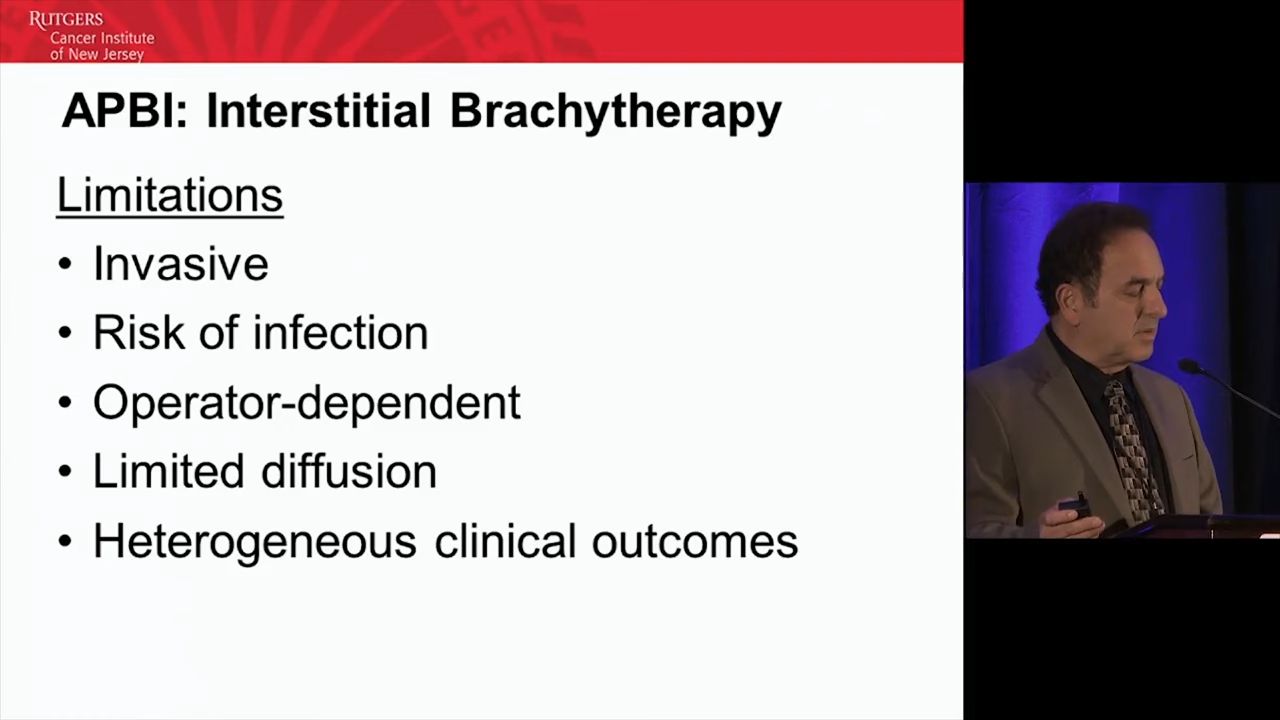 RUTGERS
Cancer Institute
of New Jersey
APBI: Interstitial Brachytherapy
Limitations
• Invasive
• Risk of infection
• Operator-dependent
• Limited diffusion
• Heterogeneous clinical outcomes